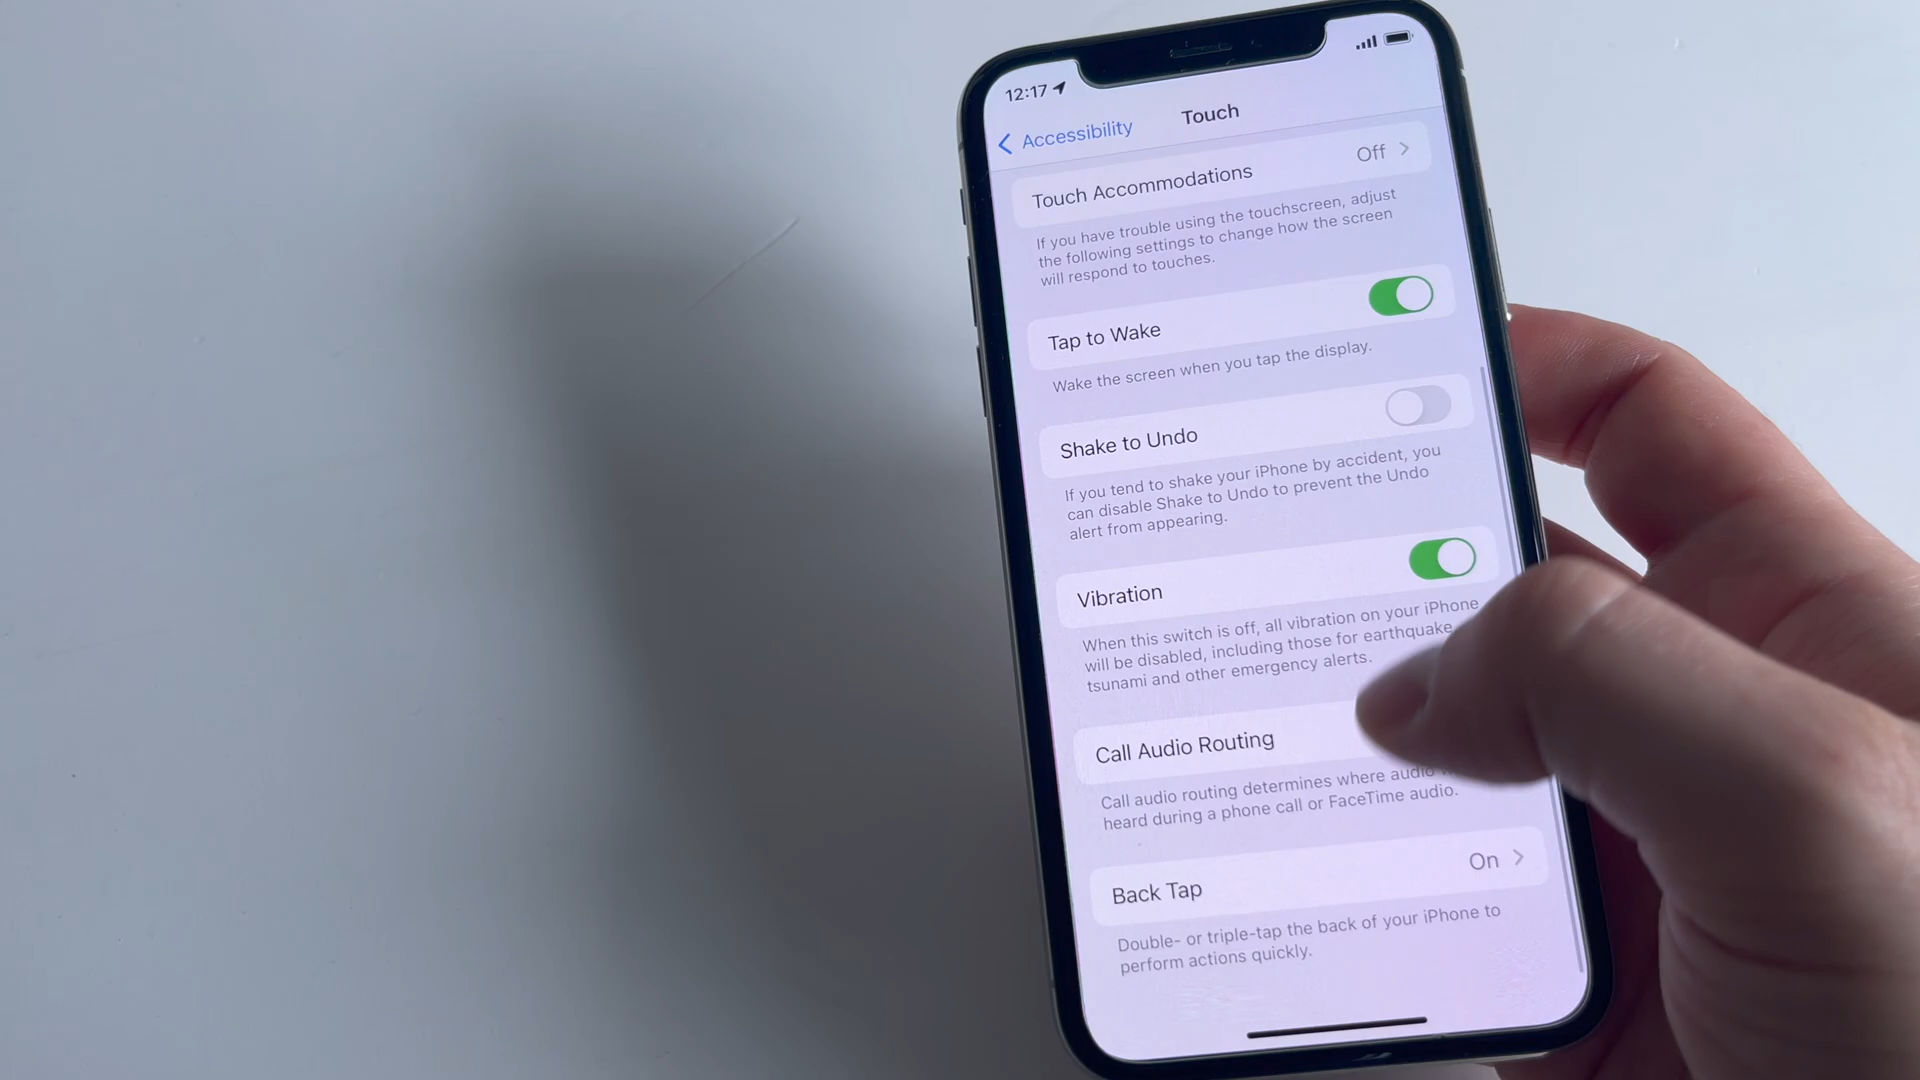 12:17
Accessibility
Touch
Touch Accommodations
Off
If you have trouble using the touchscreen, adjust
the following settings to change how the screen
will respond to touches.
Tap to Wake
Wake the screen when you tap the display.
Shake to Undo
If you tend to shake your iPhone by accident, you
can disable Shake to Undo to prevent the Undo
alert from appearing.
Vibration
When this switch is off, all vibration on your iPhone
will be disabled, including those for earthquake,
tsunami and other emergency alerts.
Call Audio Routing
Call audio routing determines where audio
heard during a phone call or FaceTime audio.
Back Tap
On
Double- or triple-tap the back of your iPhone to
perform actions quickly.